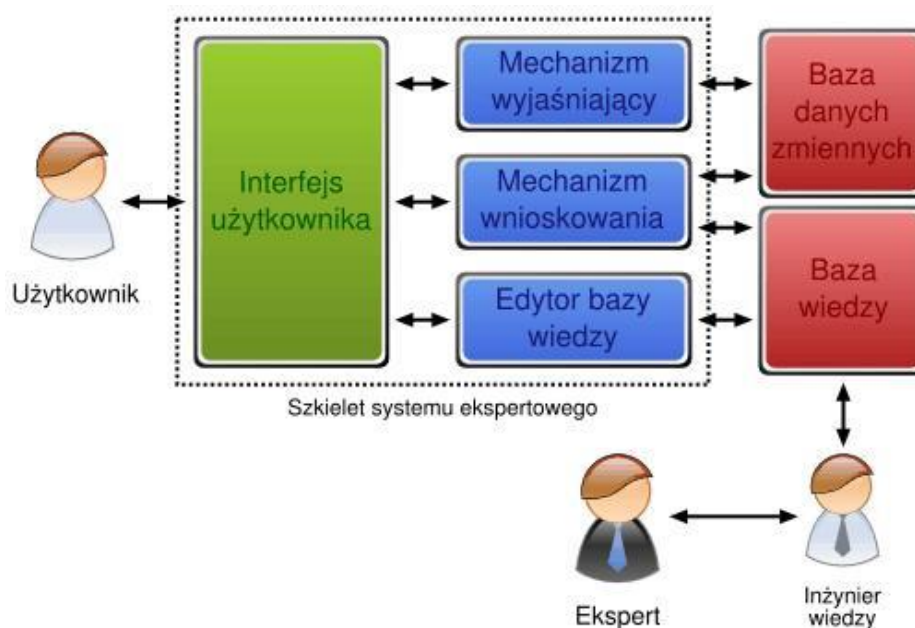 Mechanizm
wyjaśniający
Baza
danych
zmiennych
Interfejs
użytkownika
Mechanizm
wnioskowania
Użytkownik
Edytor bazy
wiedzy
Baza
wiedzy
Szkielet systemu ekspertowego
Ekspert
Inżynier
wiedzy